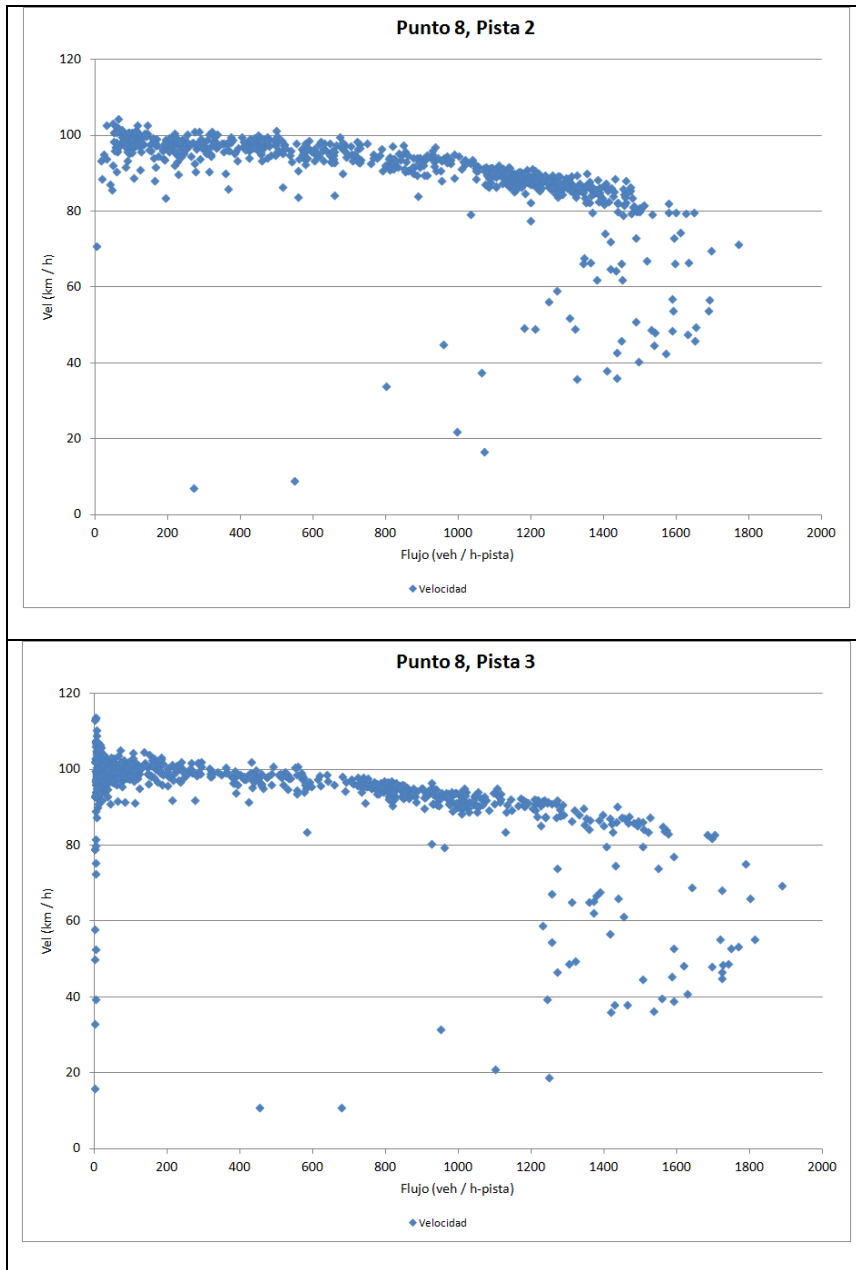 Punto 8, Pista 2
120
100
80
60
40
20
0
Vel (km / h)
0 200 400 600 800 1000 1200 1400 1600 1800 2000
Flujo (veh / h-pista)
Velocidad
Punto 8, Pista 3
120
100
80
60
40
20
0
Vel (km / h)
0 200 400 600 800 1000 1200 1400 1600 1800 2000
Flujo (veh / h-pista)
Velocidad